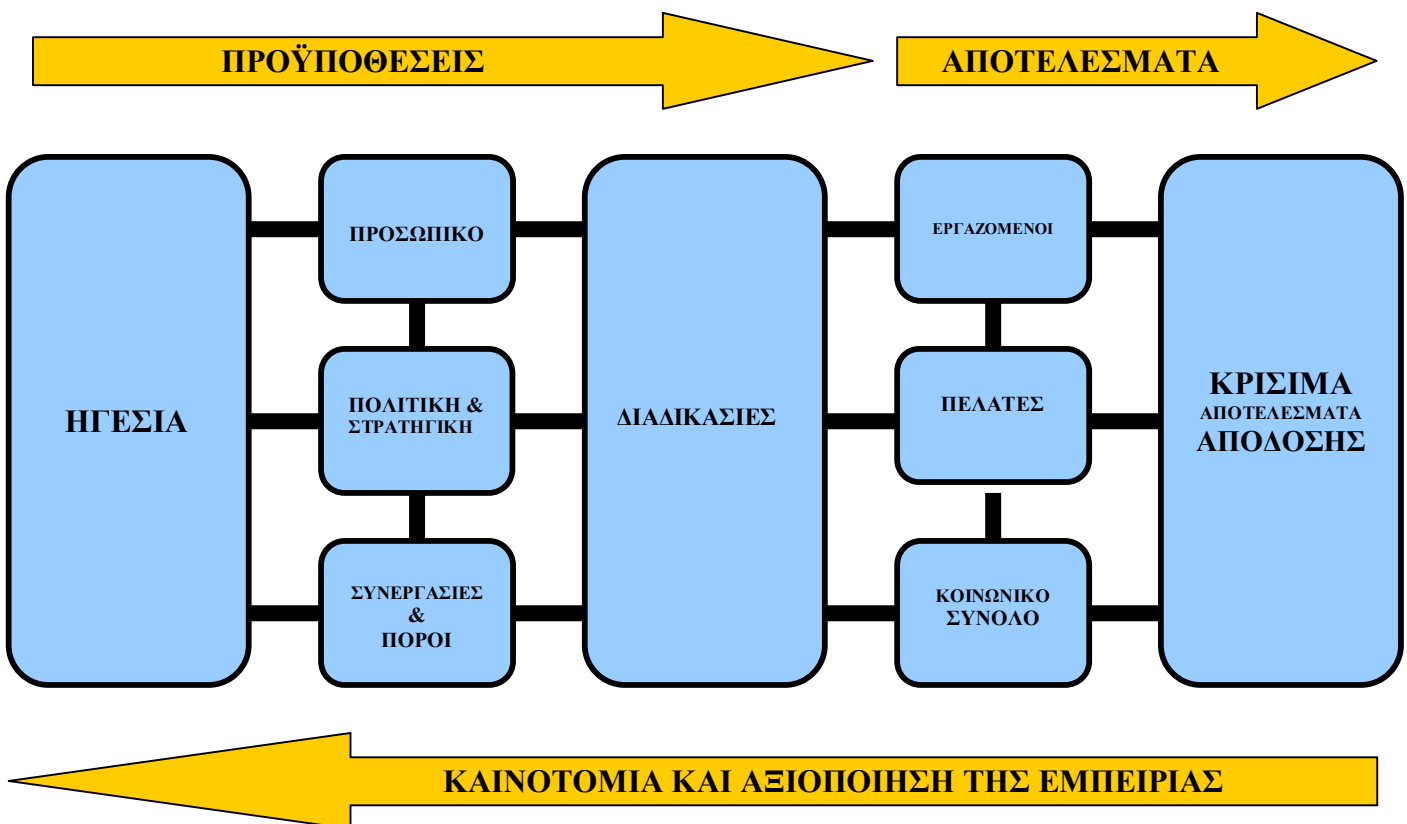 ΠΡΟΫΠΟΘΕΣΕΙΣ
ΑΠΟΤΕΛΕΣΜΑΤΑ
ΗΓΕΣΙΑ
ΠΡΟΣΩΠΙΚΟ
ΠΟΛΙΤΙΚΗ &
ΣΤΡΑΤΗΓΙΚΗ
ΣΥΝΕΡΓΑΣΙΕΣ
&
ΠΟΡΟΙ
ΔΙΑΔΙΚΑΣΙΕΣ
ΕΡΓΑΖΟΜΕΝΟΙ
ΠΕΛΑΤΕΣ
ΚΟΙΝΩΝΙΚΟ
ΣΥΝΟΛΟ
ΚΡΙΣΙΜΑ
ΑΠΟΤΕΛΕΣΜΑΤΑ
ΑΠΟΔΟΣΗΣ
ΚΑΙΝΟΤΟΜΙΑ ΚΑΙ ΑΞΙΟΠΟΙΗΣΗ ΤΗΣ ΕΜΠΕΙΡΙΑΣ